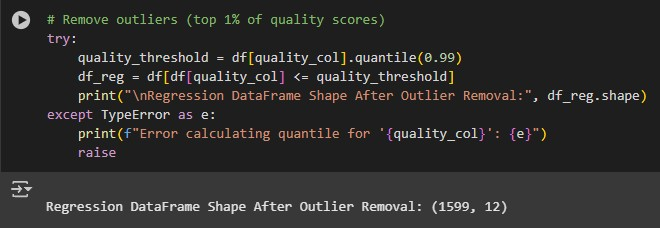 # Remove outliers (top 1% of quality scores)
try:
    quality_threshold = df[quality_col].quantile(0.99)
    df_reg = df[df[quality_col] <= quality_threshold]
    print("\nRegression DataFrame Shape After Outlier Removal:", df_reg.shape)
except TypeError as e:
    print(f"Error calculating quantile for '{quality_col}': {e}")
    raise
Regression DataFrame Shape After Outlier Removal: (1599, 12)